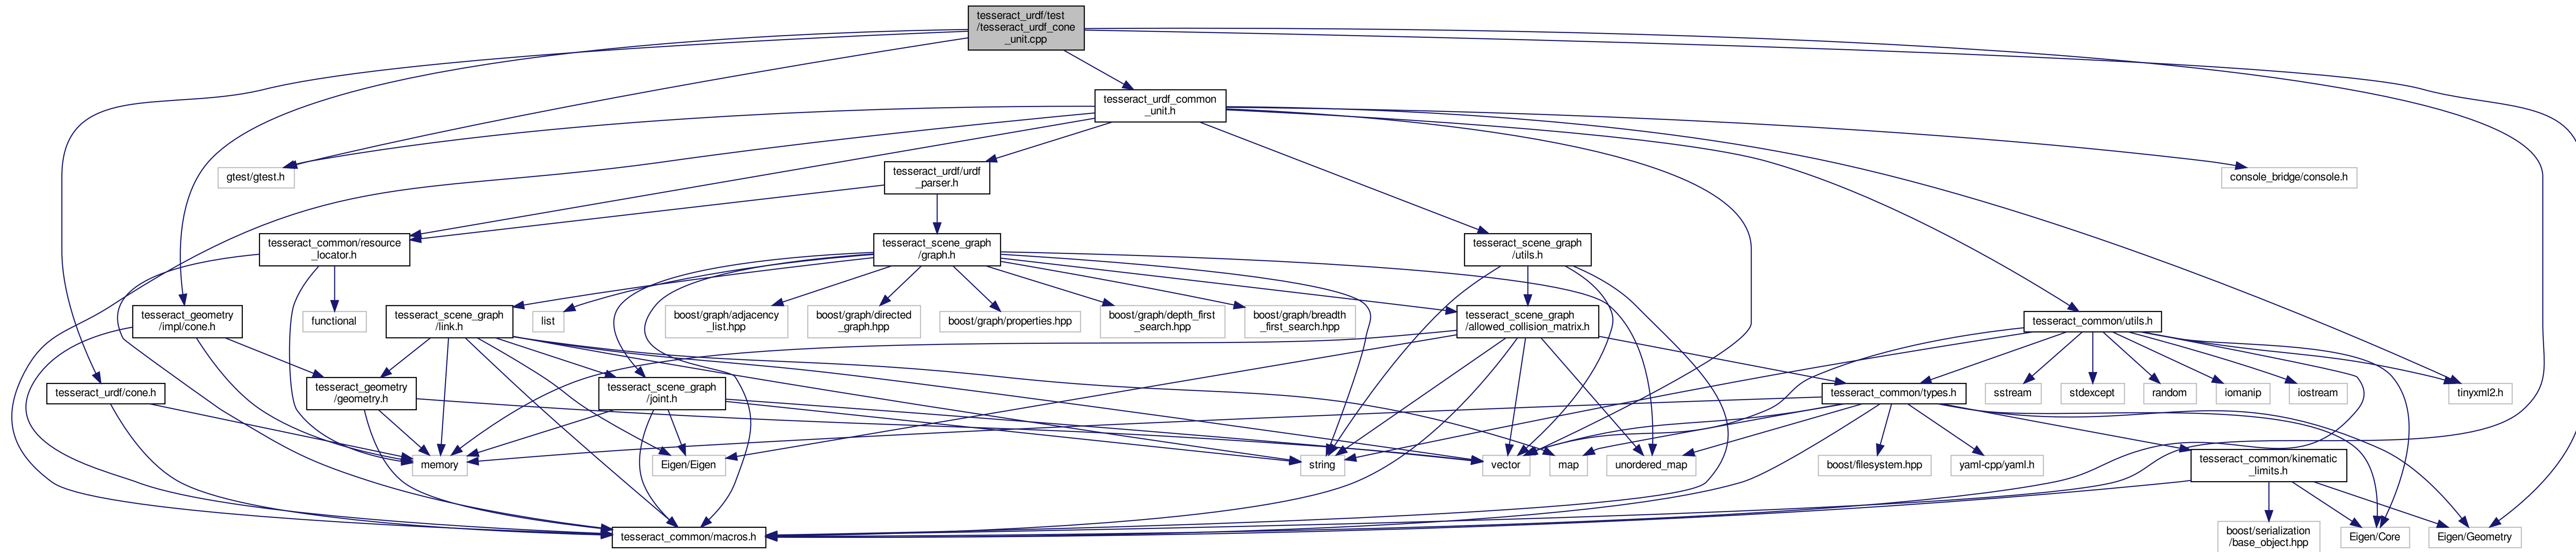 tesseract_urdf/test
/tesseract_urdf_cone
_unit.cpp
tesseract_urdf_common
_unit.h
gtest/gtest.h
tesseract_urdf/urdf
_parser.h
console_bridge/console.h
tesseract_common/resource
_locator.h
tesseract_scene_graph
/graph.h
tesseract_scene_graph
/utils.h
tesseract_geometry
/impl/cone.h
functional
tesseract_scene_graph
/link.h
list
boost/graph/adjacency
_list.hpp
boost/graph/directed
_graph.hpp
boost/graph/properties.hpp
boost/graph/depth_first
_search.hpp
boost/graph/breadth
_first_search.hpp
tesseract_scene_graph
/allowed_collision_matrix.h
tesseract_common/utils.h
tesseract_urdf/cone.h
tesseract_geometry
/geometry.h
tesseract_scene_graph
/joint.h
tesseract_common/types.h
sstream
stdexcept
random
iomanip
iostream
tinyxml2.h
memory
Eigen/Eigen
string
vector
map
unordered_map
boost/filesystem.hpp
yaml-cpp/yaml.h
tesseract_common/kinematic
_limits.h
tesseract_common/macros.h
boost/serialization
/base_object.hpp
Eigen/Core
Eigen/Geometry